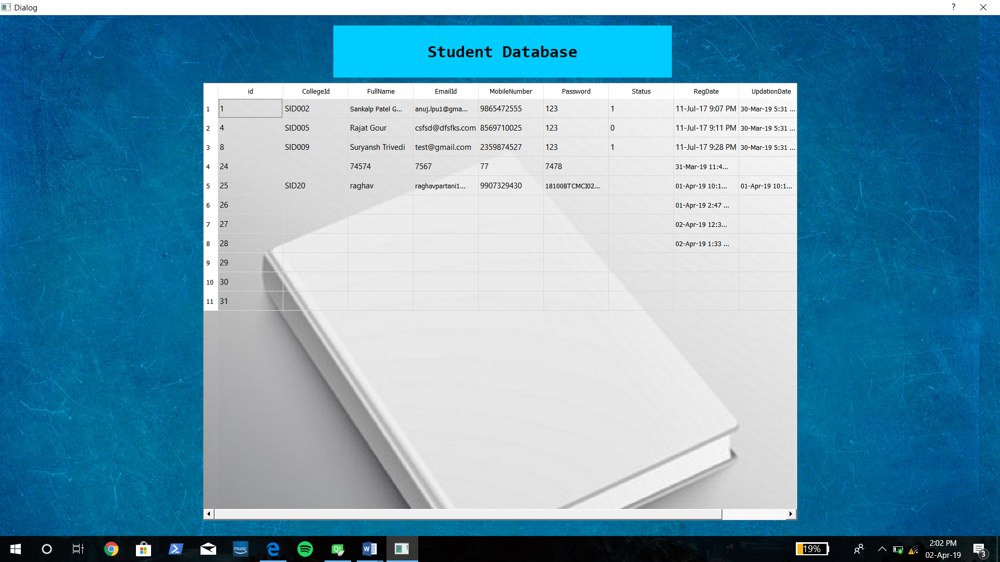 Dialog
?
Student Database
id CollegeId FullName EmailId MobileNumber Password Status RegDate UpdationDate
1 1 SID002 Sankalp Patel G... anuj.lpu1@gma... 9865472555 123 1 11-Jul-17 9:07 PM 30-Mar-19 5:31 ...
2 4 SID005 Rajat Gour csfsd@dfsfks.com 8569710025 123 0 11-Jul-17 9:11 PM 30-Mar-19 5:31 ...
3 8 SID009 Suryansh Trivedi test@gmail.com 2359874527 123 1 11-Jul-17 9:28 PM 30-Mar-19 5:31 ...
4 24 74574 7567 77 7478 31-Mar-19 11:4...
5 25 SID20 raghav raghavpartani1... 9907329430 18100BTCMCI02... 01-Apr-19 10:1... 01-Apr-19 10:1...
6 26 01-Apr-19 2:47 ...
7 27 02-Apr-19 12:3...
8 28 02-Apr-19 1:33 ...
9 29
10 30
11 31
music
Qt
W
19%
2:02 PM
02-Apr-19
3